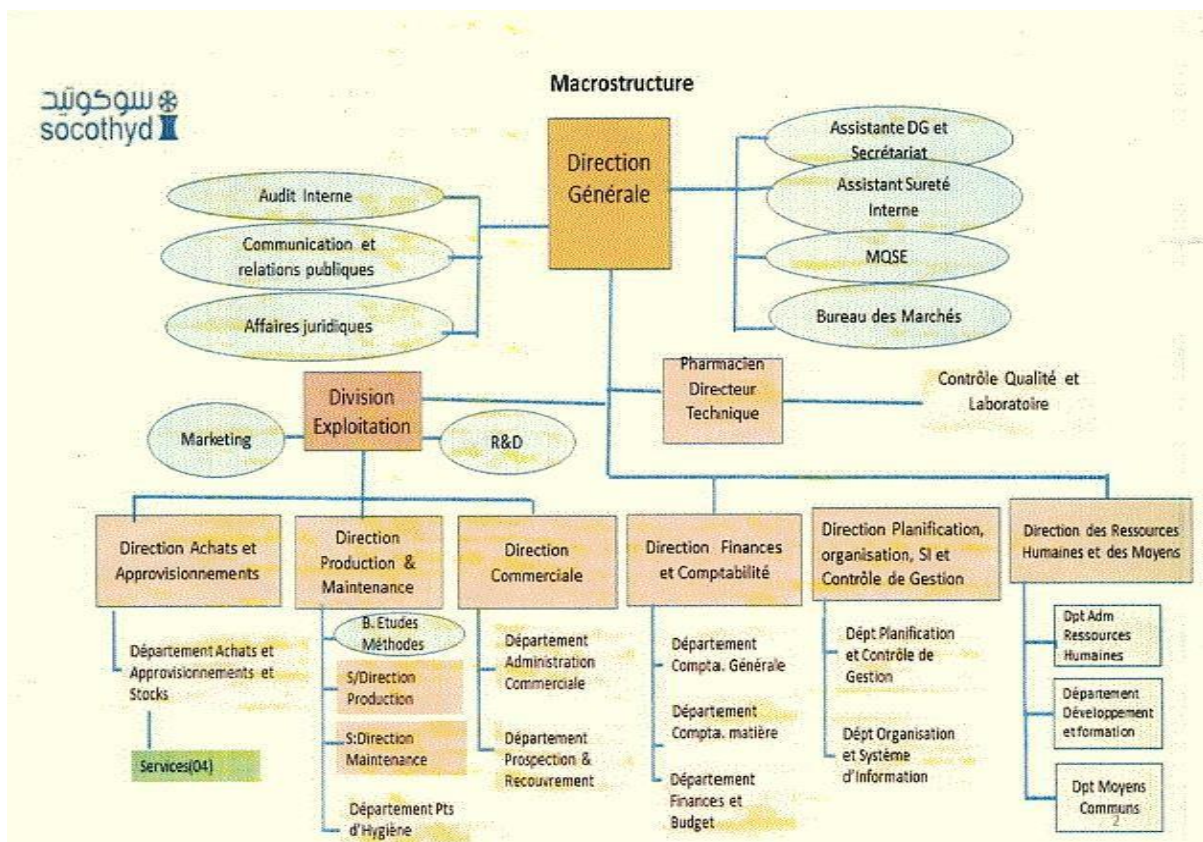 Macrostructure
سوكوتيد
socothyd
Direction
Générale
Assistante DG et
Secrétariat
Assistant Sureté
Interne
MQSE
Bureau des Marchés
Audit Interne
Communication et
relations publiques
Affaires juridiques
Pharmacien
Directeur
Technique
Contrôle Qualité et
Laboratoire
Division
Exploitation
Marketing
R&D
Direction Achats et
Approvisionnements
Direction
Production &
Maintenance
Direction
Commerciale
Direction Finances
et Comptabilité
Direction Planification,
organisation, SI et
Contrôle de Gestion
Direction des Ressources
Humaines et des Moyens
Département Achats et
Approvisionnements et
Stocks
Services(04)
B. Etudes
Méthodes
S/Direction
Production
S:Direction
Maintenance
Département Pts
d'Hygiène
Département
Administration
Commerciale
Département
Prospection &
Recouvrement
Département
Compta. Générale
Département
Compta. matière
Département
Finances et
Budget
Dépt Planification
et Contrôle de
Gestion
Dépt Organisation
et Système
d'Information
Dpt Adm
Ressources
Humaines
Département
Développement
et formation
Dpt Moyens
Communs
2